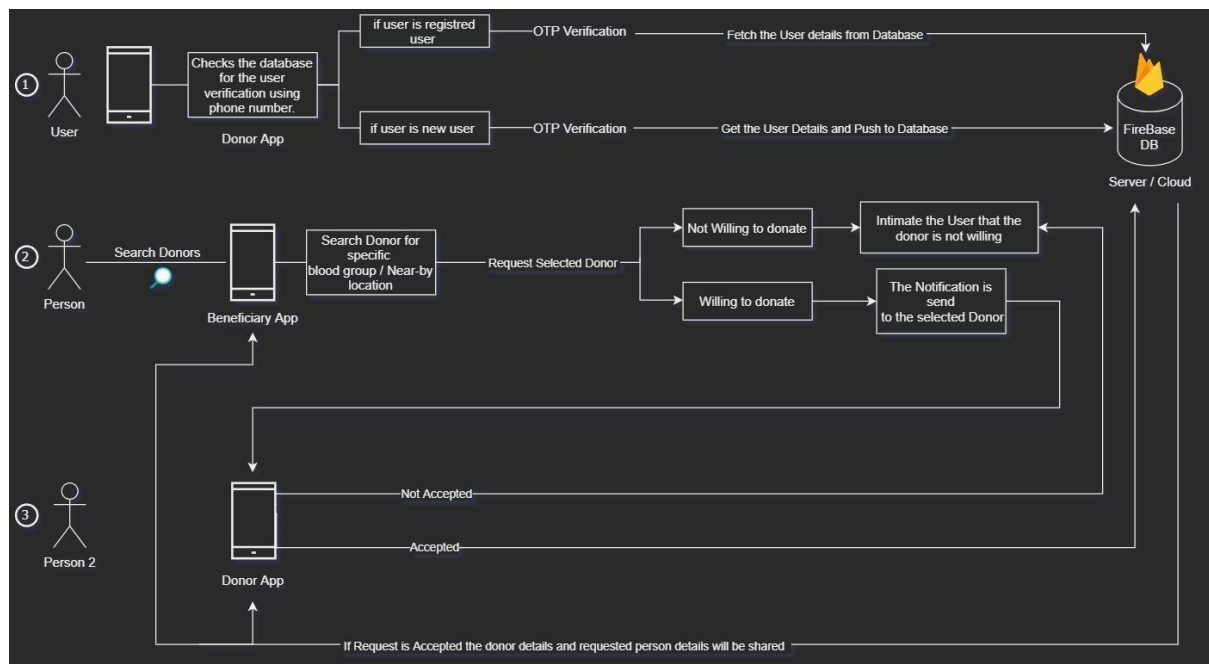 if user is registred
user
OTP Verification
Fetch the User details from Database
1
User
Checks the database
for the user
verification using
phone number.
Donor App
if user is new user
OTP Verification
Get the User Details and Push to Database
FireBase
DB
Server / Cloud
2
Person
Search Donors
Beneficiary App
Search Donor for
specific
blood group / Near-by
location
Request Selected Donor
Not Willing to donate
Intimate the User that the
donor is not willing
Willing to donate
The Notification is
send
to the selected Donor
3
Person 2
Donor App
Not Accepted
Accepted
If Request is Accepted the donor details and requested person details will be shared